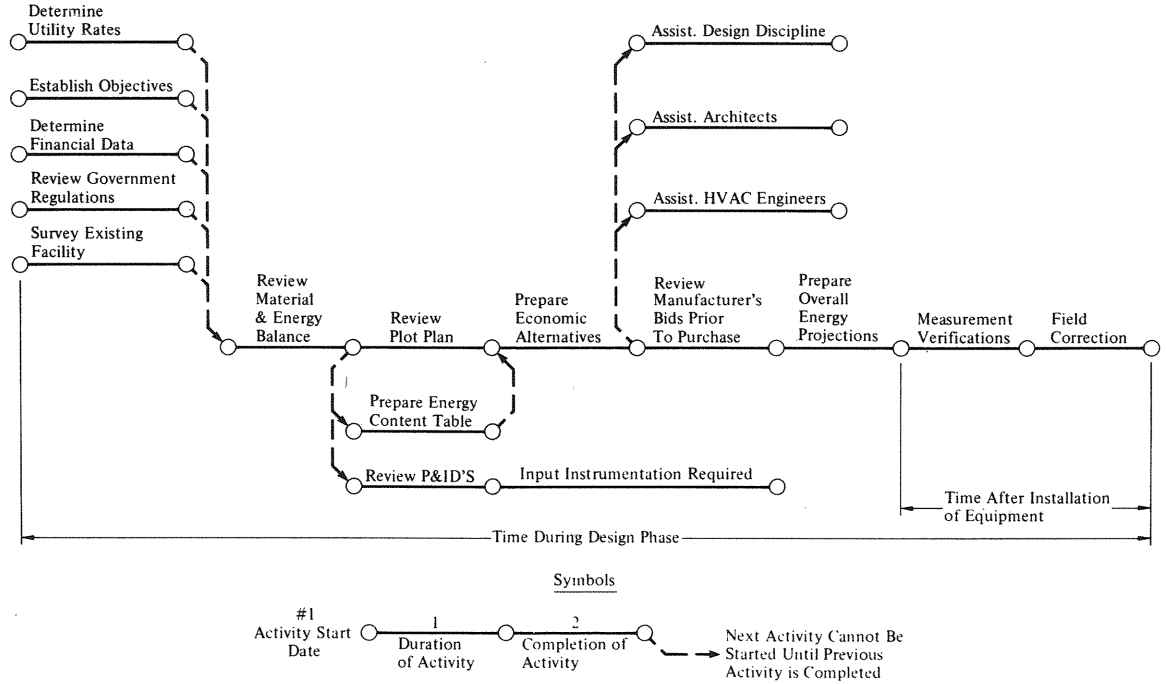 Determine
Utility Rates
Establish Objectives
Determine
Financial Data
Review Government
Regulations
Survey Existing
Facility
Assist. Design Discipline
Assist. Architects
Assist. HVAC Engineers
Review
Material
& Energy
Balance
Review
Plot Plan
Prepare
Economic
Alternatives
Review
Manufacturer's
Bids Prior
To Purchase
Prepare
Overall
Energy
Projections
Measurement
Verifications
Field
Correction
Prepare Energy
Content Table
Review P&ID'S
Input Instrumentation Required
Time After Installation
of Equipment
Time During Design Phase
Symbols
#1
Activity Start
Date
1
Duration
of Activity
2
Completion of
Activity
Next Activity Cannot Be
Started Until Previous
Activity is Completed